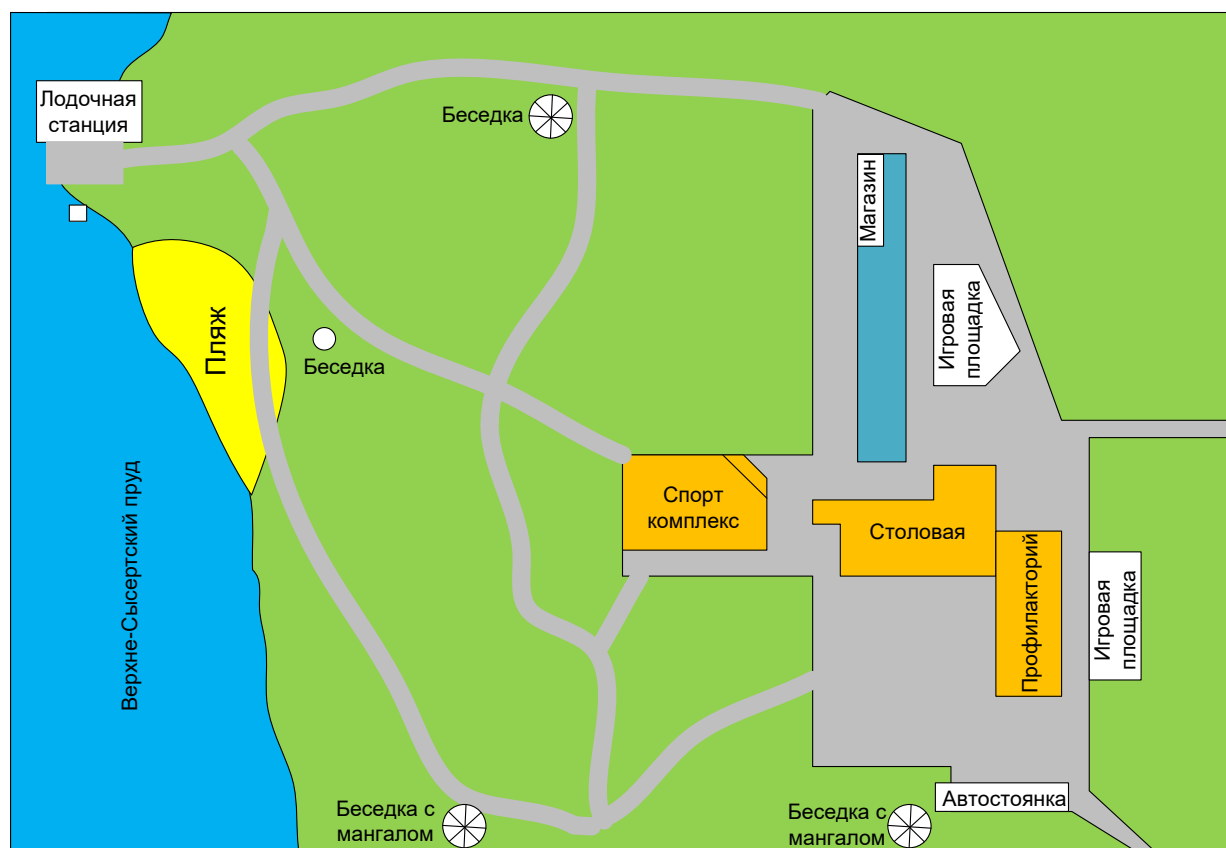 Лодочная
станция
Беседка
Магазин
Игровая
площадка
Пляж
Беседка
Спорт
комплекс
Столовая
Верхне-Сысертский пруд
Профилакторий
Игровая
площадка
Автостоянка
Беседка с
мангалом
Беседка с
мангалом